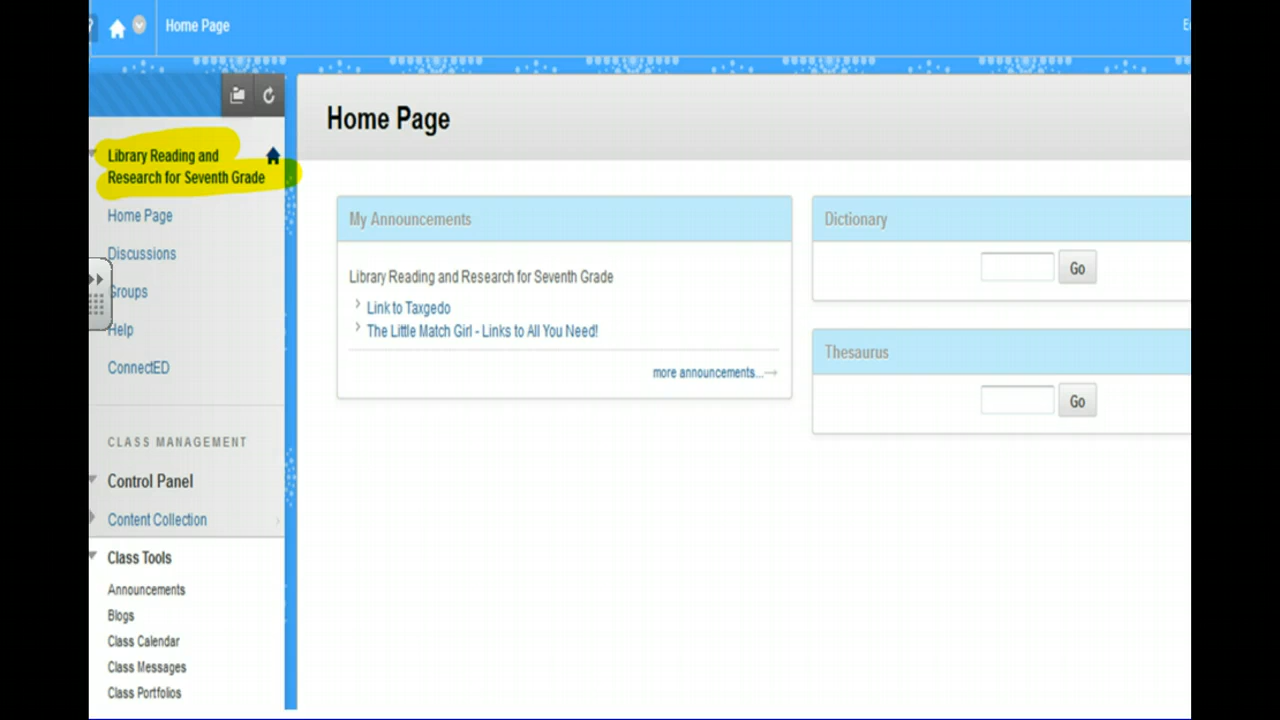 Home Page
Library Reading and
Research for Seventh Grade
Home Page
Discussions
Groups
Help
ConnectED
CLASS MANAGEMENT
Control Panel
Content Collection
Class Tools
Announcements
Blogs
Class Calendar
Class Messages
Class Portfolios
Home Page
My Announcements
Library Reading and Research for Seventh Grade
Link to Taxgedo
The Little Match Girl - Links to All You Need!
more announcements...
Dictionary
Go
Thesaurus
Go